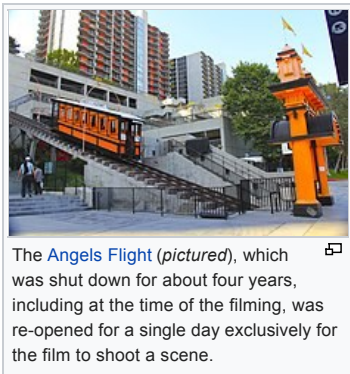 The Angels Flight (pictured), which
was shut down for about four years,
including at the time of the filming, was
re-opened for a single day exclusively for
the film to shoot a scene.